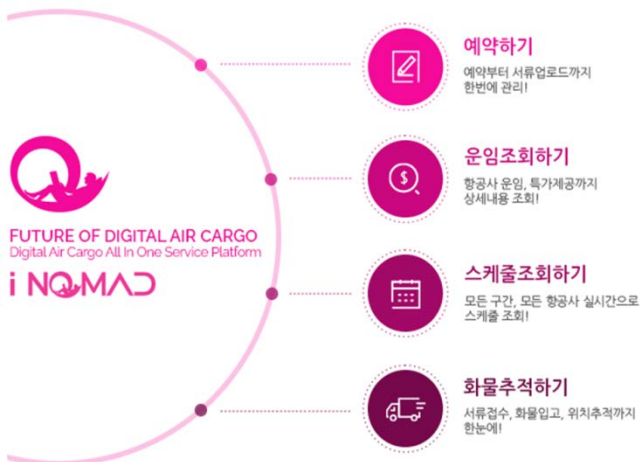 예약하기
예약부터 서류업로드까지
한번에 관리!
운임조회하기
항공사 운임, 특가제공까지
상세내용 조회!
FUTURE OF DIGITAL AIR CARGO
Digital Air Cargo All In One Service Platform
i NOMAD
스케줄조회하기
모든 구간, 모든 항공사 실시간으로
스케줄 조회!
화물추적하기
서류접수, 화물입고, 위치추적까지
한눈에!